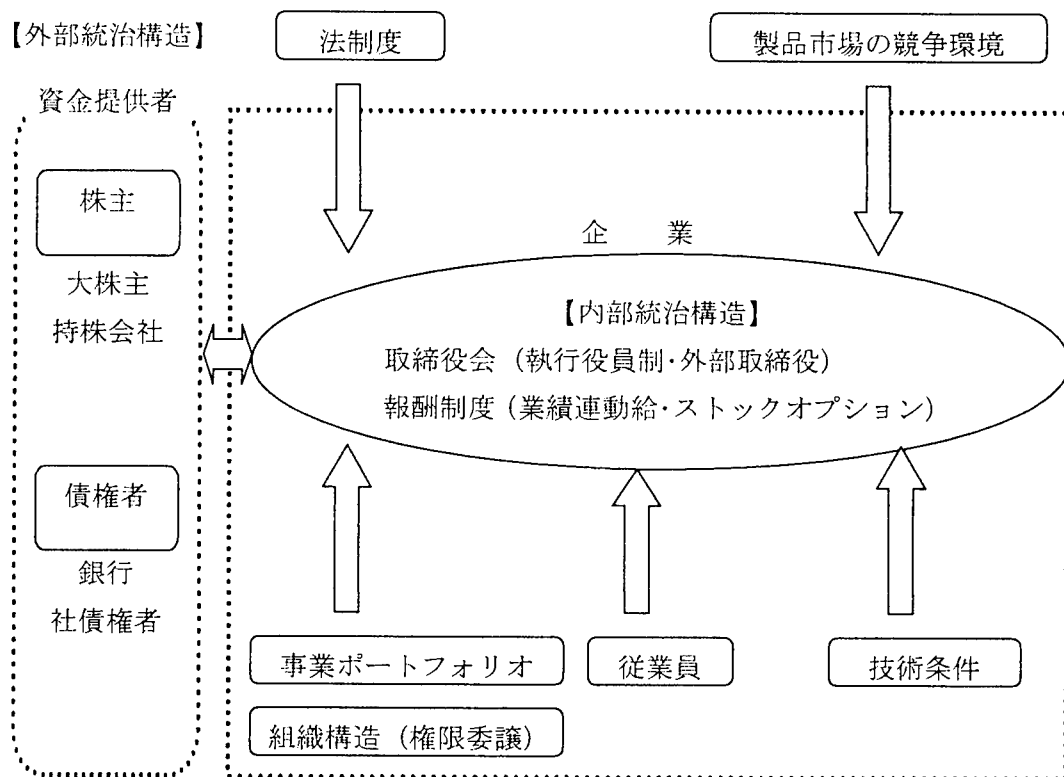 【外部統治構造】
法制度
製品市場の競争環境
資金提供者
株主
大株主
持株会社
債権者
銀行
社債権者
企　業
【内部統治構造】
取締役会（執行役員制・外部取締役）
報酬制度（業績連動給・ストックオプション）
事業ポートフォリオ
従業員
技術条件
組織構造（権限委譲）